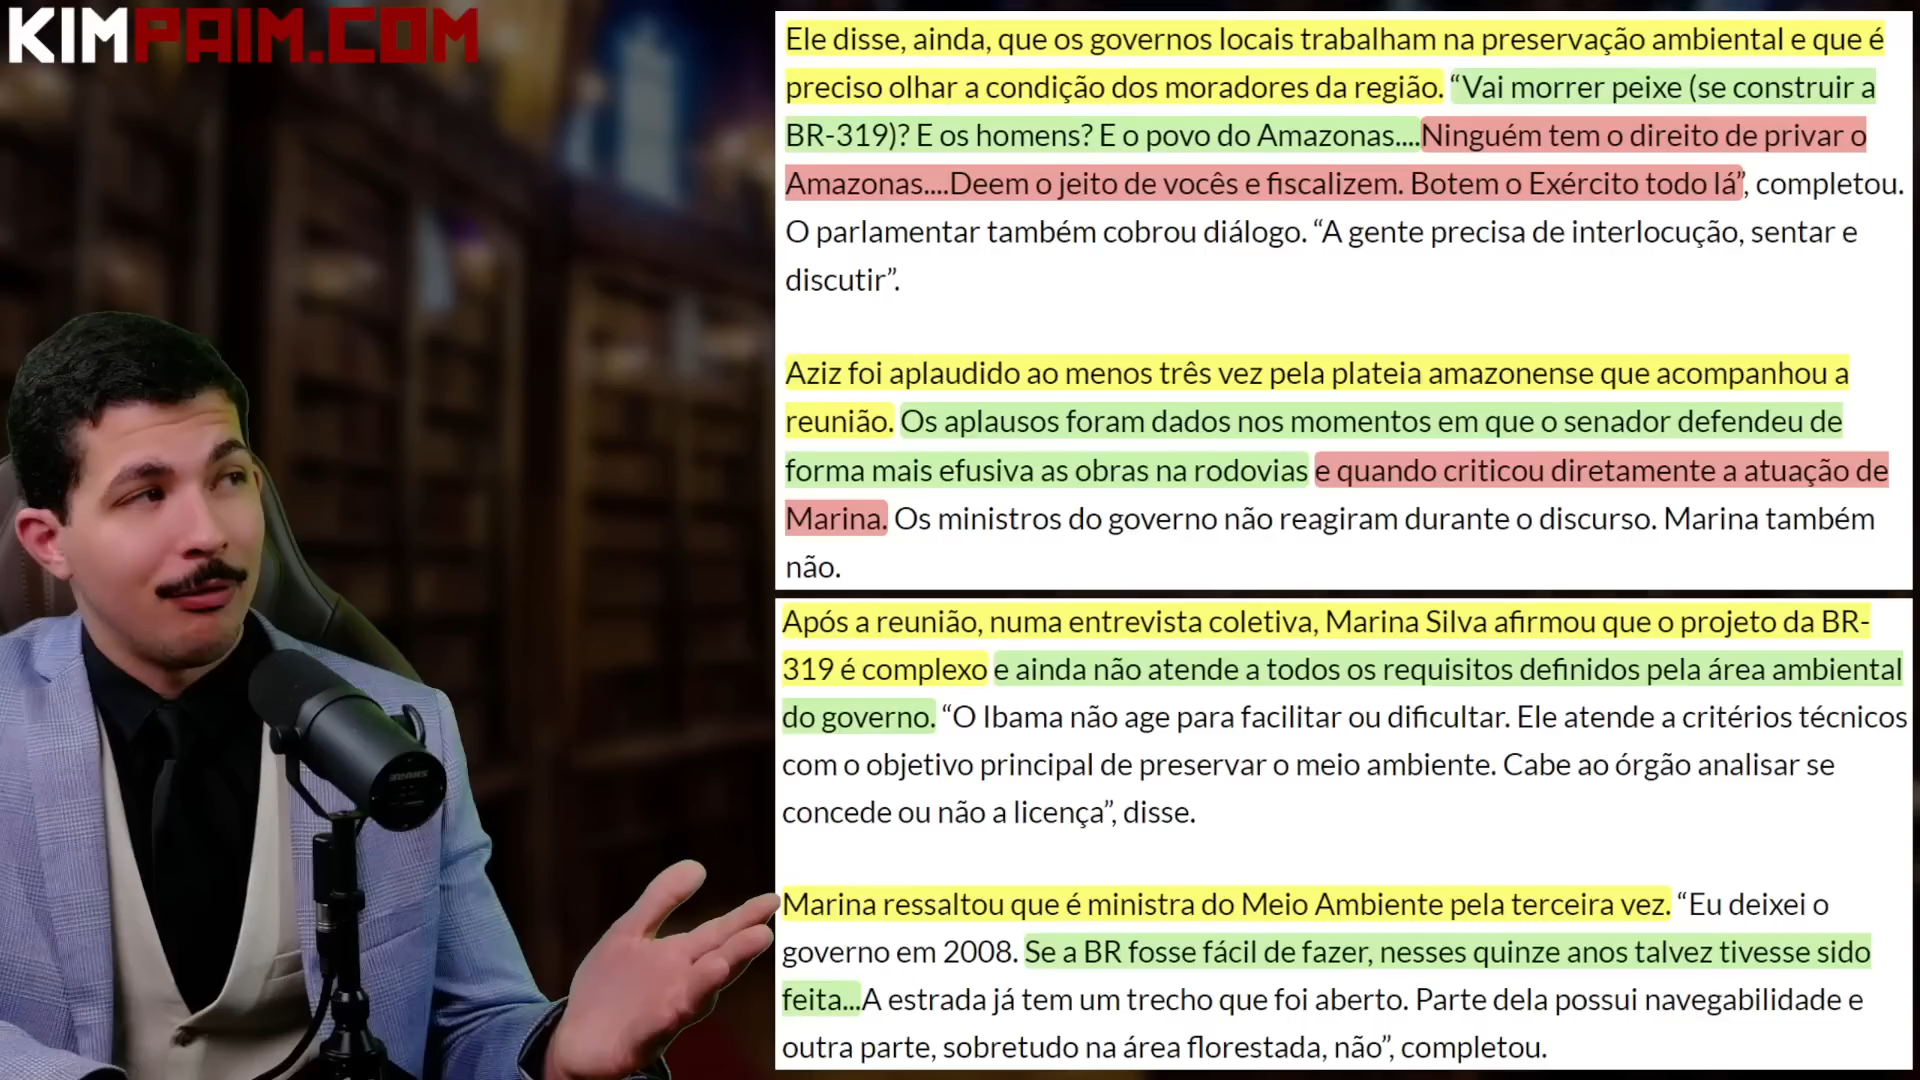 KIMPAIM.COM
Ele disse, ainda, que os governos locais trabalham na preservação ambiental e que é
preciso olhar a condição dos moradores da região. “Vai morrer peixe (se construir a
BR-319)? E os homens? E o povo do Amazonas....Ninguém tem o direito de privar o
Amazonas....Deem o jeito de vocês e fiscalizem. Botem o Exército todo lá”, completou.
O parlamentar também cobrou diálogo. “A gente precisa de interlocução, sentar e
discutir”.
Aziz foi aplaudido ao menos três vez pela plateia amazonense que acompanhou a
reunião. Os aplausos foram dados nos momentos em que o senador defendeu de
forma mais efusiva as obras na rodovias e quando criticou diretamente a atuação de
Marina. Os ministros do governo não reagiram durante o discurso. Marina também
não.
Após a reunião, numa entrevista coletiva, Marina Silva afirmou que o projeto da BR-
319 é complexo e ainda não atende a todos os requisitos definidos pela área ambiental
do governo. “O Ibama não age para facilitar ou dificultar. Ele atende a critérios técnicos
com o objetivo principal de preservar o meio ambiente. Cabe ao órgão analisar se
concede ou não a licença”, disse.
Marina ressaltou que é ministra do Meio Ambiente pela terceira vez. “Eu deixei o
governo em 2008. Se a BR fosse fácil de fazer, nesses quinze anos talvez tivesse sido
feita...A estrada já tem um trecho que foi aberto. Parte dela possui navegabilidade e
outra parte, sobretudo na área florestada, não”, completou.